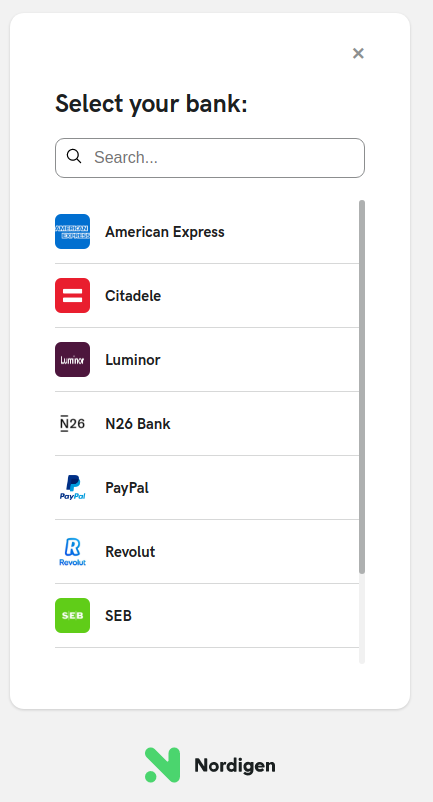 ×
Select your bank:
Search...
AMERICAN
EXPRESS
American Express
Citadele
Luminor
Luminor
N26
N26 Bank
PayPal
PayPal
Revolut
Revolut
SEB
SEB
Nordigen